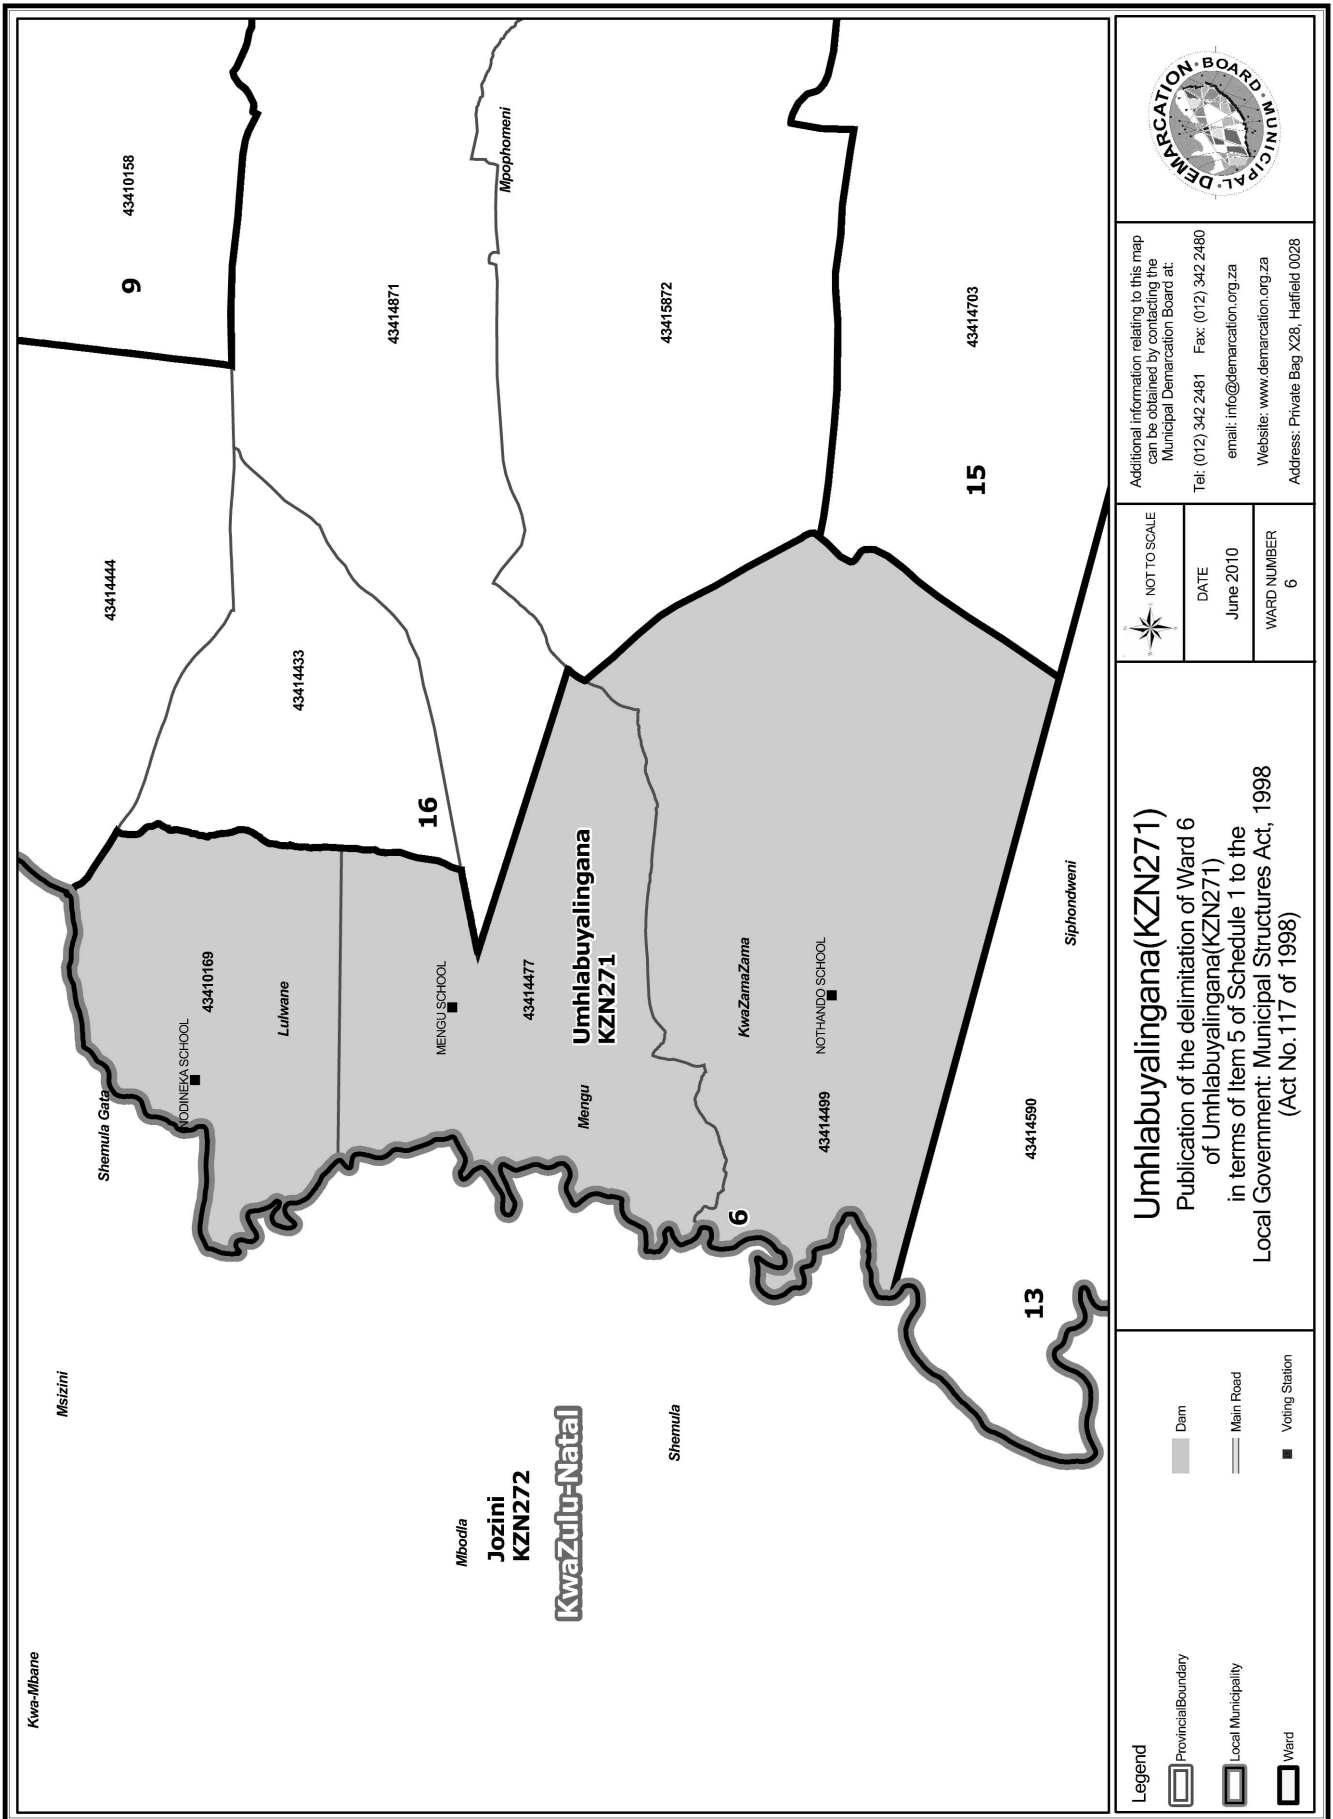 Kwa-Mbane
Msizini
Shemula Gata
43414444
43410158
9
NODINEKA SCHOOL
43410169
Lulwane
43414433
16
43414871
Mpophomeni
MENGU SCHOOL
43414477
Mbodla
Jozini
KZN272
KwaZulu-Natal
Umhlabuyalingana
KZN271
Mengu
43415872
Shemula
6
KwaZamaZama
NOTHANDO SCHOOL
43414499
15
43414703
13
43414590
Siphondweni
Legend
ProvincialBoundary
Local Municipality
Ward
Dam
Main Road
Voting Station
Umhlabuyalingana(KZN271)
Publication of the delimitation of Ward 6
of Umhlabuyalingana(KZN271)
in terms of Item 5 of Schedule 1 to the
Local Government: Municipal Structures Act, 1998
(Act No.117 of 1998)
NOT TO SCALE
DATE
June 2010
WARD NUMBER
6
Additional information relating to this map
can be obtained by contacting the
Municipal Demarcation Board at:
Tel: (012) 342 2481 Fax: (012) 342 2480
email: info@demarcation.org.za
Website: www.demarcation.org.za
Address: Private Bag X28, Hatfield 0028
MUNICIPAL • DEMARCATION • BOARD •